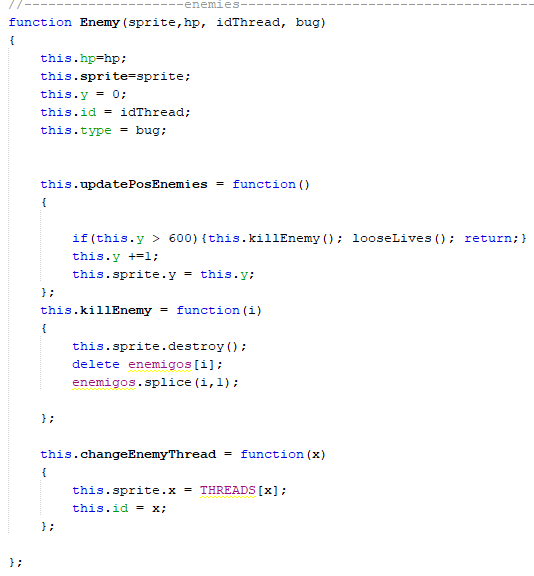 //--------------------enemies-------------------------------------
function Enemy(sprite,hp, idThread, bug)
{
    this.hp=hp;
    this.sprite=sprite;
    this.y = 0;
    this.id = idThread;
    this.type = bug;
    this.updatePosEnemies = function()
    {
        if(this.y > 600){this.killEnemy(); looseLives(); return;}
        this.y +=1;
        this.sprite.y = this.y;
    };
    this.killEnemy = function(i)
    {
        this.sprite.destroy();
        delete enemigos[i];
        enemigos.splice(i,1);
    };
    this.changeEnemyThread = function(x)
    {
        this.sprite.x = THREADS[x];
        this.id = x;
    };
};